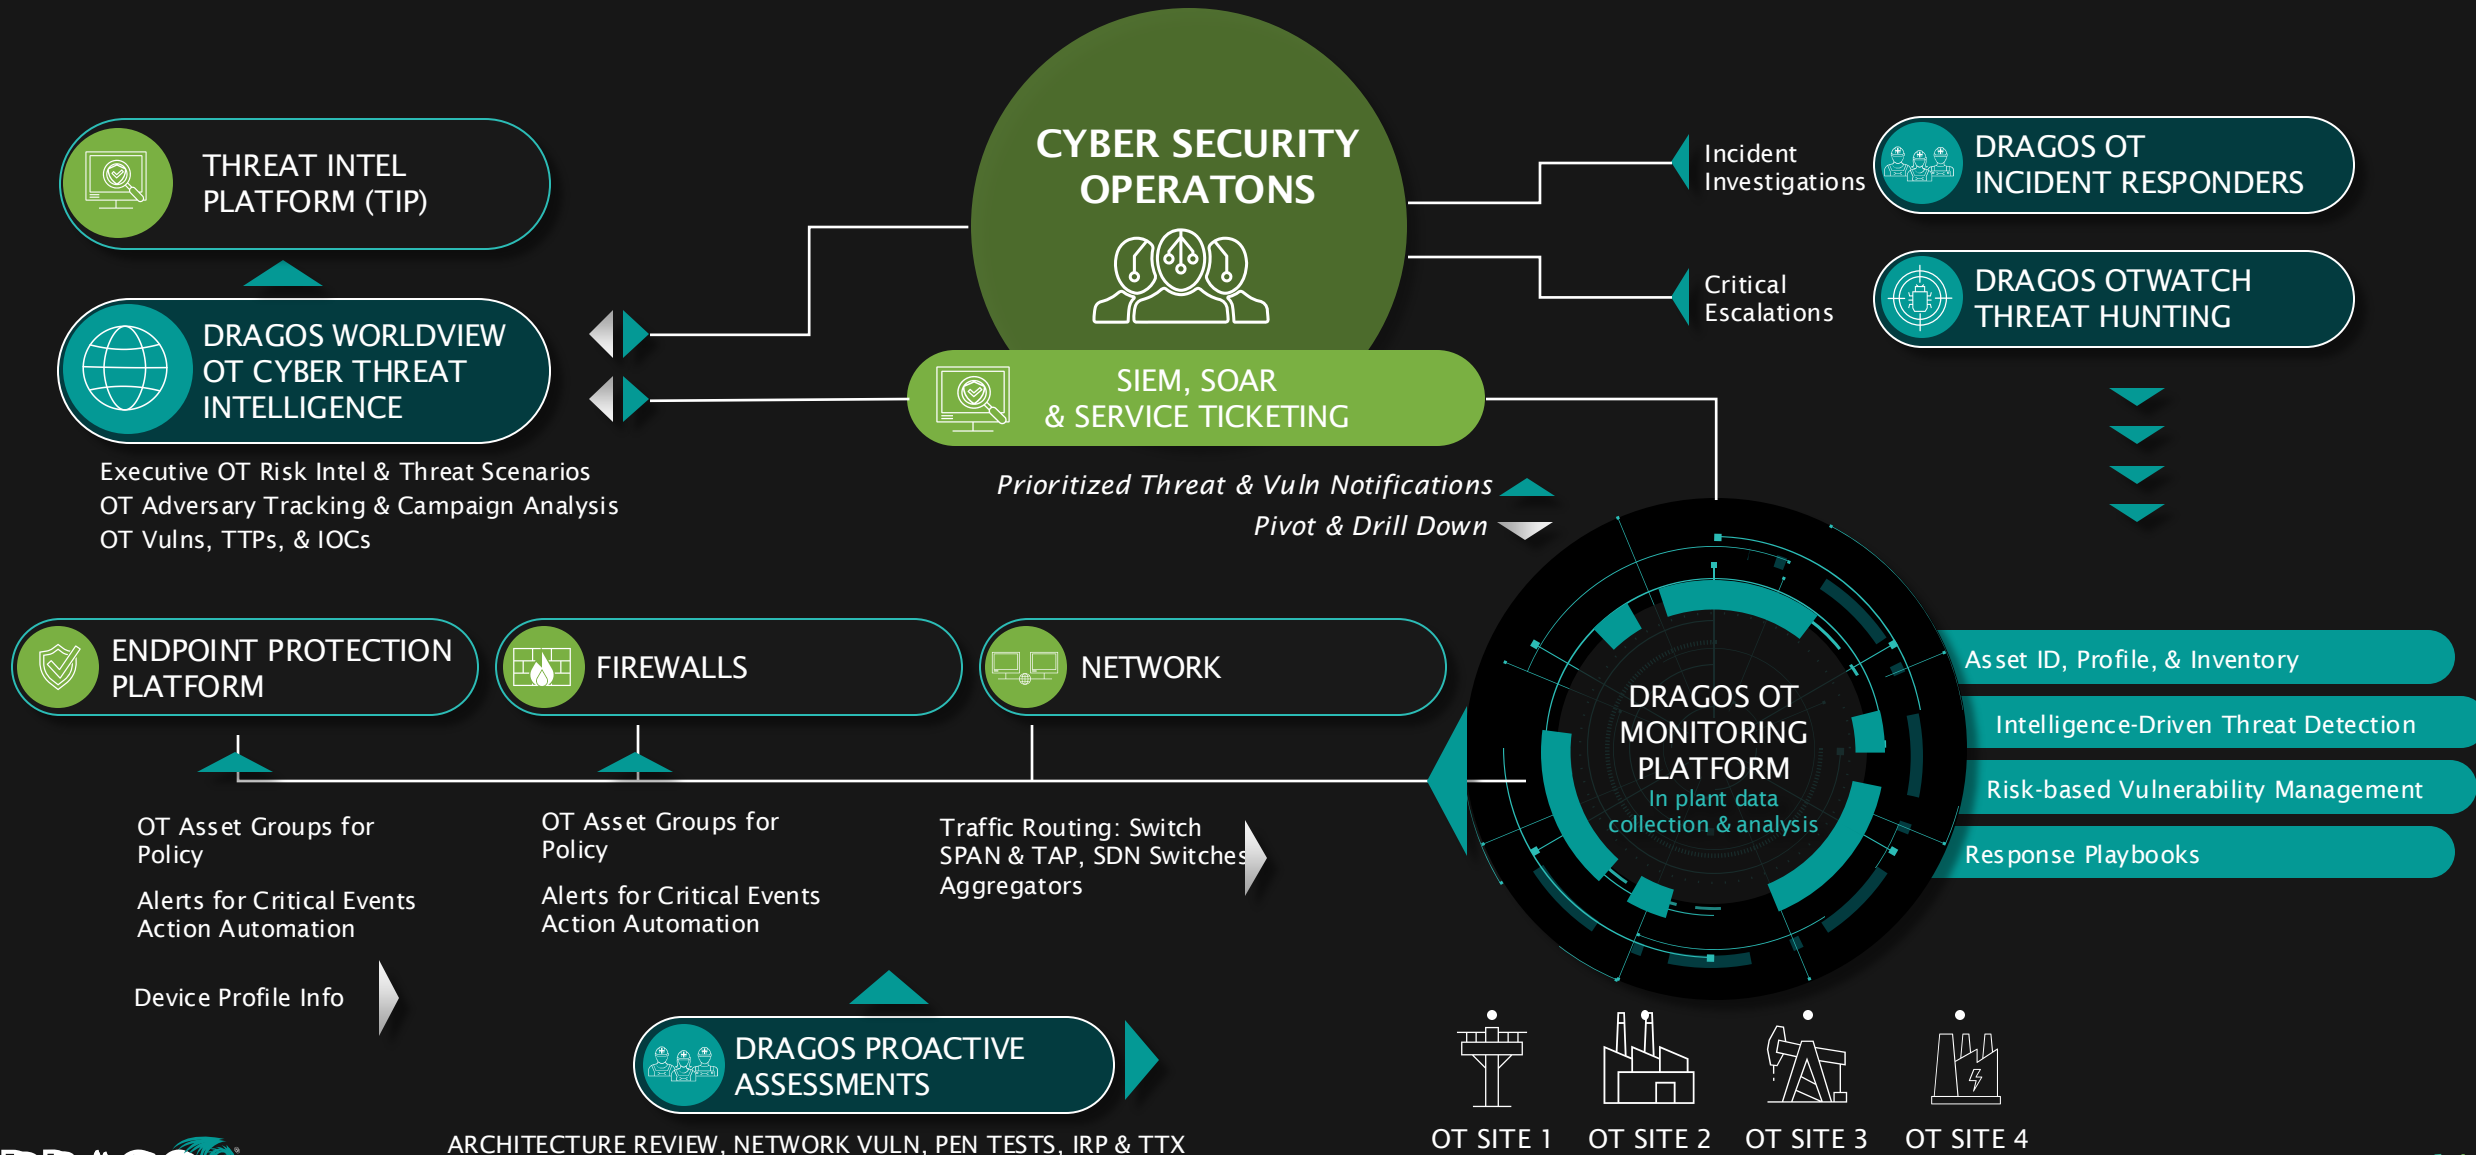 CYBER SECURITY
OPERATONS
THREAT INTEL
PLATFORM (TIP)
Incident
Investigations
DRAGOS OT
INCIDENT RESPONDERS
Critical
Escalations
DRAGOS OTWATCH
THREAT HUNTING
DRAGOS WORLDVIEW
OT CYBER THREAT
INTELLIGENCE
SIEM, SOAR
& SERVICE TICKETING
Executive OT Risk Intel & Threat Scenarios
OT Adversary Tracking & Campaign Analysis
OT Vulns, TTPs, & IOCs
Prioritized Threat & Vuln Notifications
Pivot & Drill Down
ENDPOINT PROTECTION
PLATFORM
FIREWALLS
NETWORK
DRAGOS OT
MONITORING
PLATFORM
In plant data
collection & analysis
Asset ID, Profile, & Inventory
Intelligence-Driven Threat Detection
Risk-based Vulnerability Management
Response Playbooks
OT Asset Groups for
Policy
Alerts for Critical Events
Action Automation
Device Profile Info
OT Asset Groups for
Policy
Alerts for Critical Events
Action Automation
Traffic Routing: Switch
SPAN & TAP, SDN Switches
Aggregators
DRAGOS PROACTIVE
ASSESSMENTS
ARCHITECTURE REVIEW, NETWORK VULN, PEN TESTS, IRP & TTX
OT SITE 1
OT SITE 2
OT SITE 3
OT SITE 4